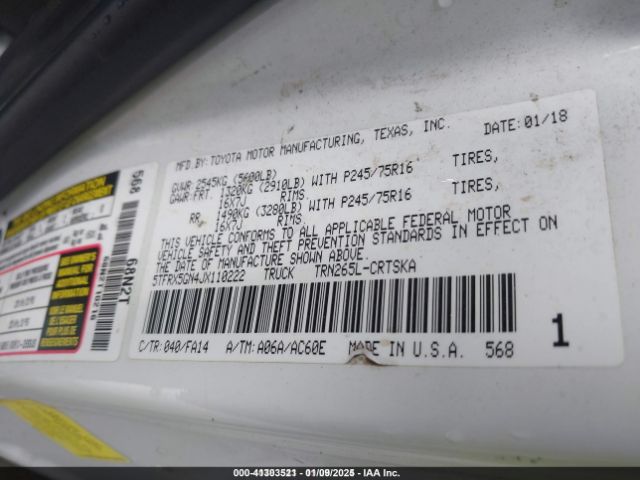 MFD.BY: TOYOTA MOTOR MANUFACTURING, TEXAS, INC. DATE: 01/18
GVWR: 2545KG (5600LB)
GAWR: FRT. 1320KG (2910LB) WITH P245/75R16 TIRES,
16X7J RIMS.
RR 1490KG (3280LB) WITH P245/75R16 TIRES,
16X7J RIMS.
THIS VEHICLE CONFORMS TO ALL APPLICABLE FEDERAL MOTOR
VEHICLE SAFETY AND THEFT PREVENTION STANDARDS IN EFFECT ON
THE DATE OF MANUFACTURE SHOWN ABOVE.
5TFRX5GN4JX110222 TRUCK TRN265L-CRTSKA
C/TR: 040/FA14 A/TM: A06A/AC60E MADE IN U.S.A. 568
1
568
68N2T
68N2T10216
000-41303521 - 01/09/2025 - IAA Inc.